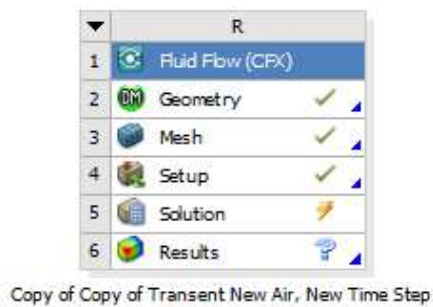 R
1 Fluid Flow (CFX)
2 DM Geometry
3 Mesh
4 Setup
5 Solution
6 Results
Copy of Copy of Transent New Air, New Time Step